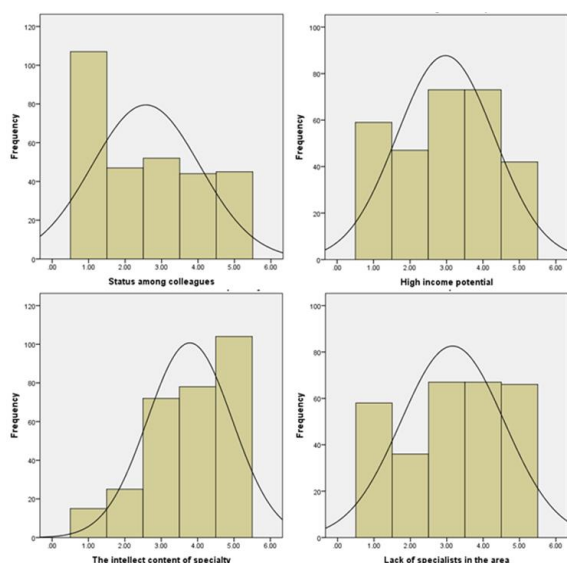 120
100
80
60
40
20
0
Frequency
.00 1.00 2.00 3.00 4.00 5.00 6.00
Status among colleagues
100
80
60
40
20
0
Frequency
.00 1.00 2.00 3.00 4.00 5.00 6.00
High income potential
120
100
80
60
40
20
0
Frequency
.00 1.00 2.00 3.00 4.00 5.00 6.00
The intellect content of specialty
100
80
60
40
20
0
Frequency
.00 1.00 2.00 3.00 4.00 5.00 6.00
Lack of specialists in the area